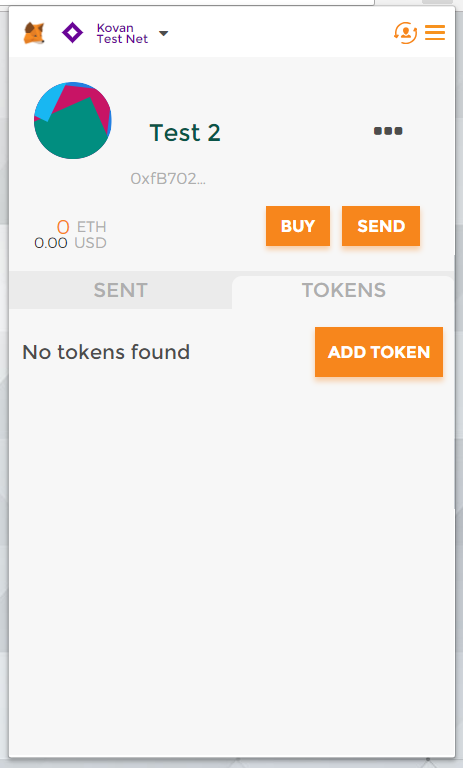 Kovan
Test Net
Test 2
0xfB702...
0 ETH
0.00 USD
BUY
SEND
SENT
TOKENS
No tokens found
ADD TOKEN